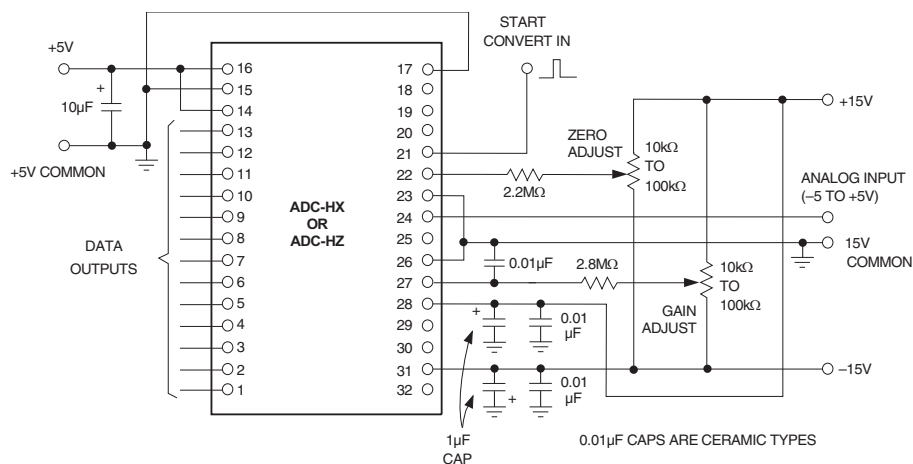 START
CONVERT IN
+5V
+
10µF
+5V COMMON
16
15
14
13
12
11
10
9
8
7
6
5
4
3
2
1
DATA
OUTPUTS
ADC-HX
OR
ADC-HZ
17
18
19
20
21
22
23
24
25
26
27
28
29
30
31
32
2.2MΩ
ZERO
ADJUST
10kΩ
TO
100kΩ
+15V
ANALOG INPUT
(–5 TO +5V)
15V
COMMON
0.01µF
2.8MΩ
10kΩ
TO
100kΩ
GAIN
ADJUST
+
0.01
µF
–15V
+
0.01
µF
1µF
CAP
0.01µF CAPS ARE CERAMIC TYPES